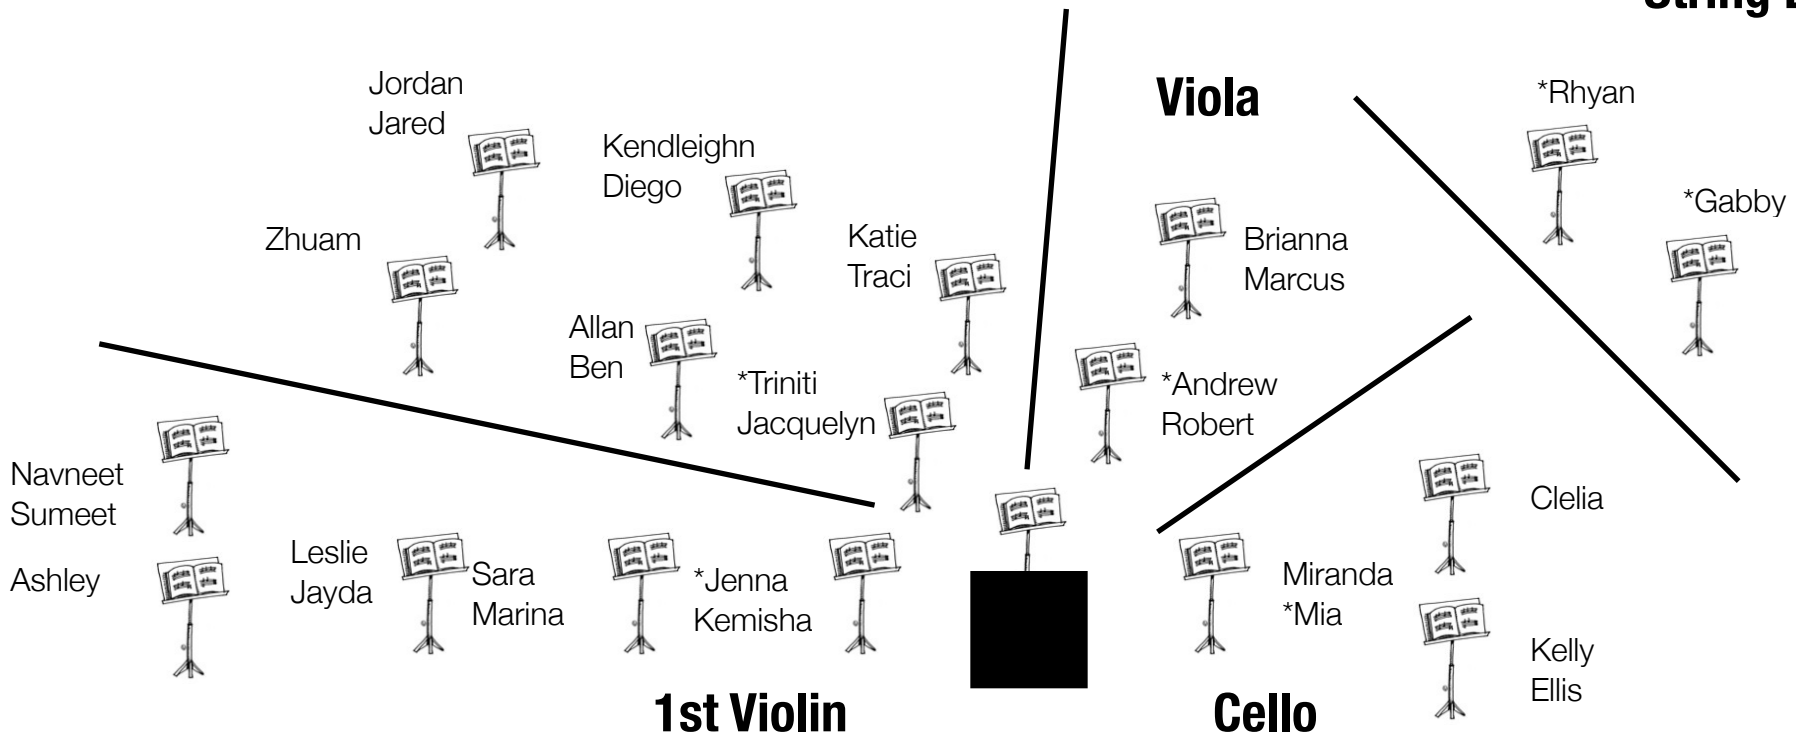 String
Jordan
Jared
Kendleighn
Diego
Zhuam
Katie
Traci
Allan
Ben
*Triniti
Jacquelyn
Viola
Brianna
Marcus
*Andrew
Robert
*Rhyan
*Gabby
Navneet
Sumeet
Ashley
Leslie
Jayda
Sara
Marina
*Jenna
Kemisha
1st Violin
Miranda
*Mia
Clelia
Kelly
Ellis
Cello